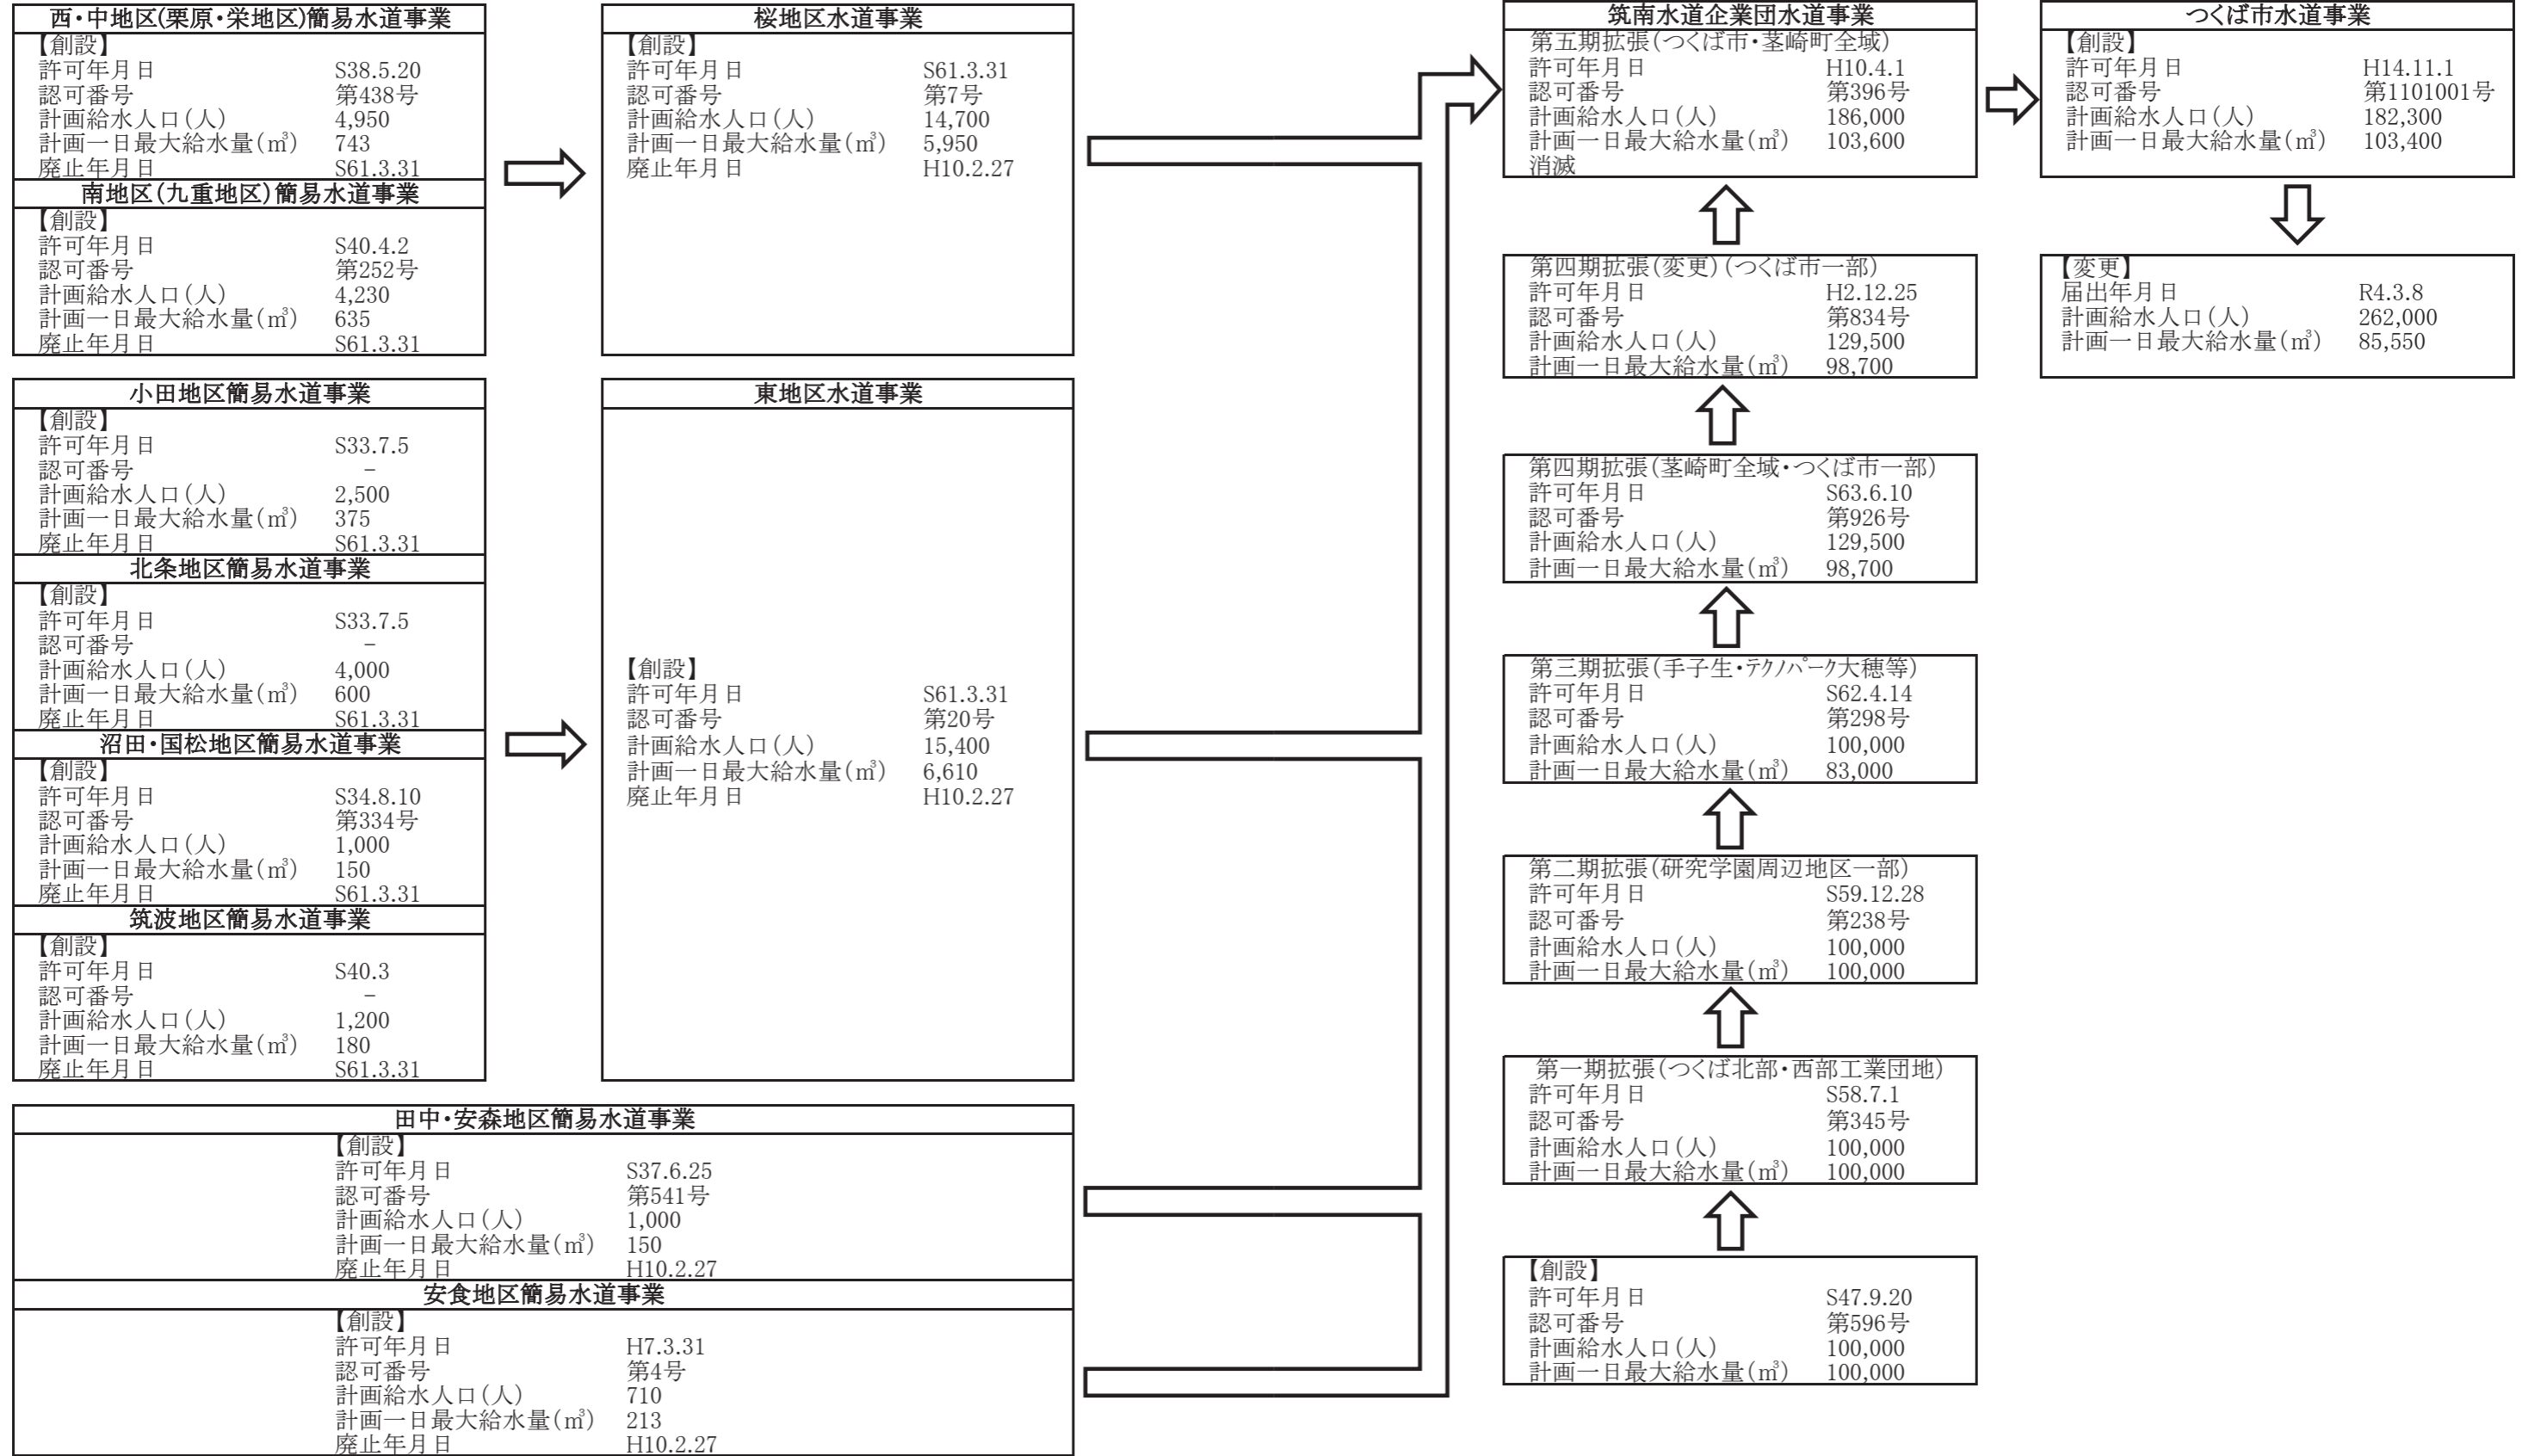 西・中地区(栗原・栄地区)簡易水道事業
【創設】
許可年月日 S38.5.20
認可番号 第438号
計画給水人口(人) 4,950
計画一日最大給水量(㎥) 743
廃止年月日 S61.3.31
南地区(九重地区)簡易水道事業
【創設】
許可年月日 S40.4.2
認可番号 第252号
計画給水人口(人) 4,230
計画一日最大給水量(㎥) 635
廃止年月日 S61.3.31
小田地区簡易水道事業
【創設】
許可年月日 S33.7.5
認可番号 -
計画給水人口(人) 2,500
計画一日最大給水量(㎥) 375
廃止年月日 S61.3.31
北条地区簡易水道事業
【創設】
許可年月日 S33.7.5
認可番号 -
計画給水人口(人) 4,000
計画一日最大給水量(㎥) 600
廃止年月日 S61.3.31
沼田・国松地区簡易水道事業
【創設】
許可年月日 S34.8.10
認可番号 第334号
計画給水人口(人) 1,000
計画一日最大給水量(㎥) 150
廃止年月日 S61.3.31
筑波地区簡易水道事業
【創設】
許可年月日 S40.3
認可番号 -
計画給水人口(人) 1,200
計画一日最大給水量(㎥) 180
廃止年月日 S61.3.31
田中・安森地区簡易水道事業
【創設】
許可年月日 S37.6.25
認可番号 第541号
計画給水人口(人) 1,000
計画一日最大給水量(㎥) 150
廃止年月日 H10.2.27
安食地区簡易水道事業
【創設】
許可年月日 H7.3.31
認可番号 第4号
計画給水人口(人) 710
計画一日最大給水量(㎥) 213
廃止年月日 H10.2.27
桜地区水道事業
【創設】
許可年月日 S61.3.31
認可番号 第7号
計画給水人口(人) 14,700
計画一日最大給水量(㎥) 5,950
廃止年月日 H10.2.27
東地区水道事業
【創設】
許可年月日 S61.3.31
認可番号 第20号
計画給水人口(人) 15,400
計画一日最大給水量(㎥) 6,610
廃止年月日 H10.2.27
筑南水道企業団水道事業
第五期拡張(つくば市・茎崎町全域)
許可年月日 H10.4.1
認可番号 第396号
計画給水人口(人) 186,000
計画一日最大給水量(㎥) 103,600
消滅
第四期拡張(変更)(つくば市一部)
許可年月日 H2.12.25
認可番号 第834号
計画給水人口(人) 129,500
計画一日最大給水量(㎥) 98,700
第四期拡張(茎崎町全域・つくば市一部)
許可年月日 S63.6.10
認可番号 第926号
計画給水人口(人) 129,500
計画一日最大給水量(㎥) 98,700
第三期拡張(手子生・ﾃｸﾉﾊﾟｰｸ大穂等)
許可年月日 S62.4.14
認可番号 第298号
計画給水人口(人) 100,000
計画一日最大給水量(㎥) 83,000
第二期拡張(研究学園周辺地区一部)
許可年月日 S59.12.28
認可番号 第238号
計画給水人口(人) 100,000
計画一日最大給水量(㎥) 100,000
第一期拡張(つくば北部・西部工業団地)
許可年月日 S58.7.1
認可番号 第345号
計画給水人口(人) 100,000
計画一日最大給水量(㎥) 100,000
【創設】
許可年月日 S47.9.20
認可番号 第596号
計画給水人口(人) 100,000
計画一日最大給水量(㎥) 100,000
つくば市水道事業
【創設】
許可年月日 H14.11.1
認可番号 第1101001号
計画給水人口(人) 182,300
計画一日最大給水量(㎥) 103,400
【変更】
届出年月日 R4.3.8
計画給水人口(人) 262,000
計画一日最大給水量(㎥) 85,550